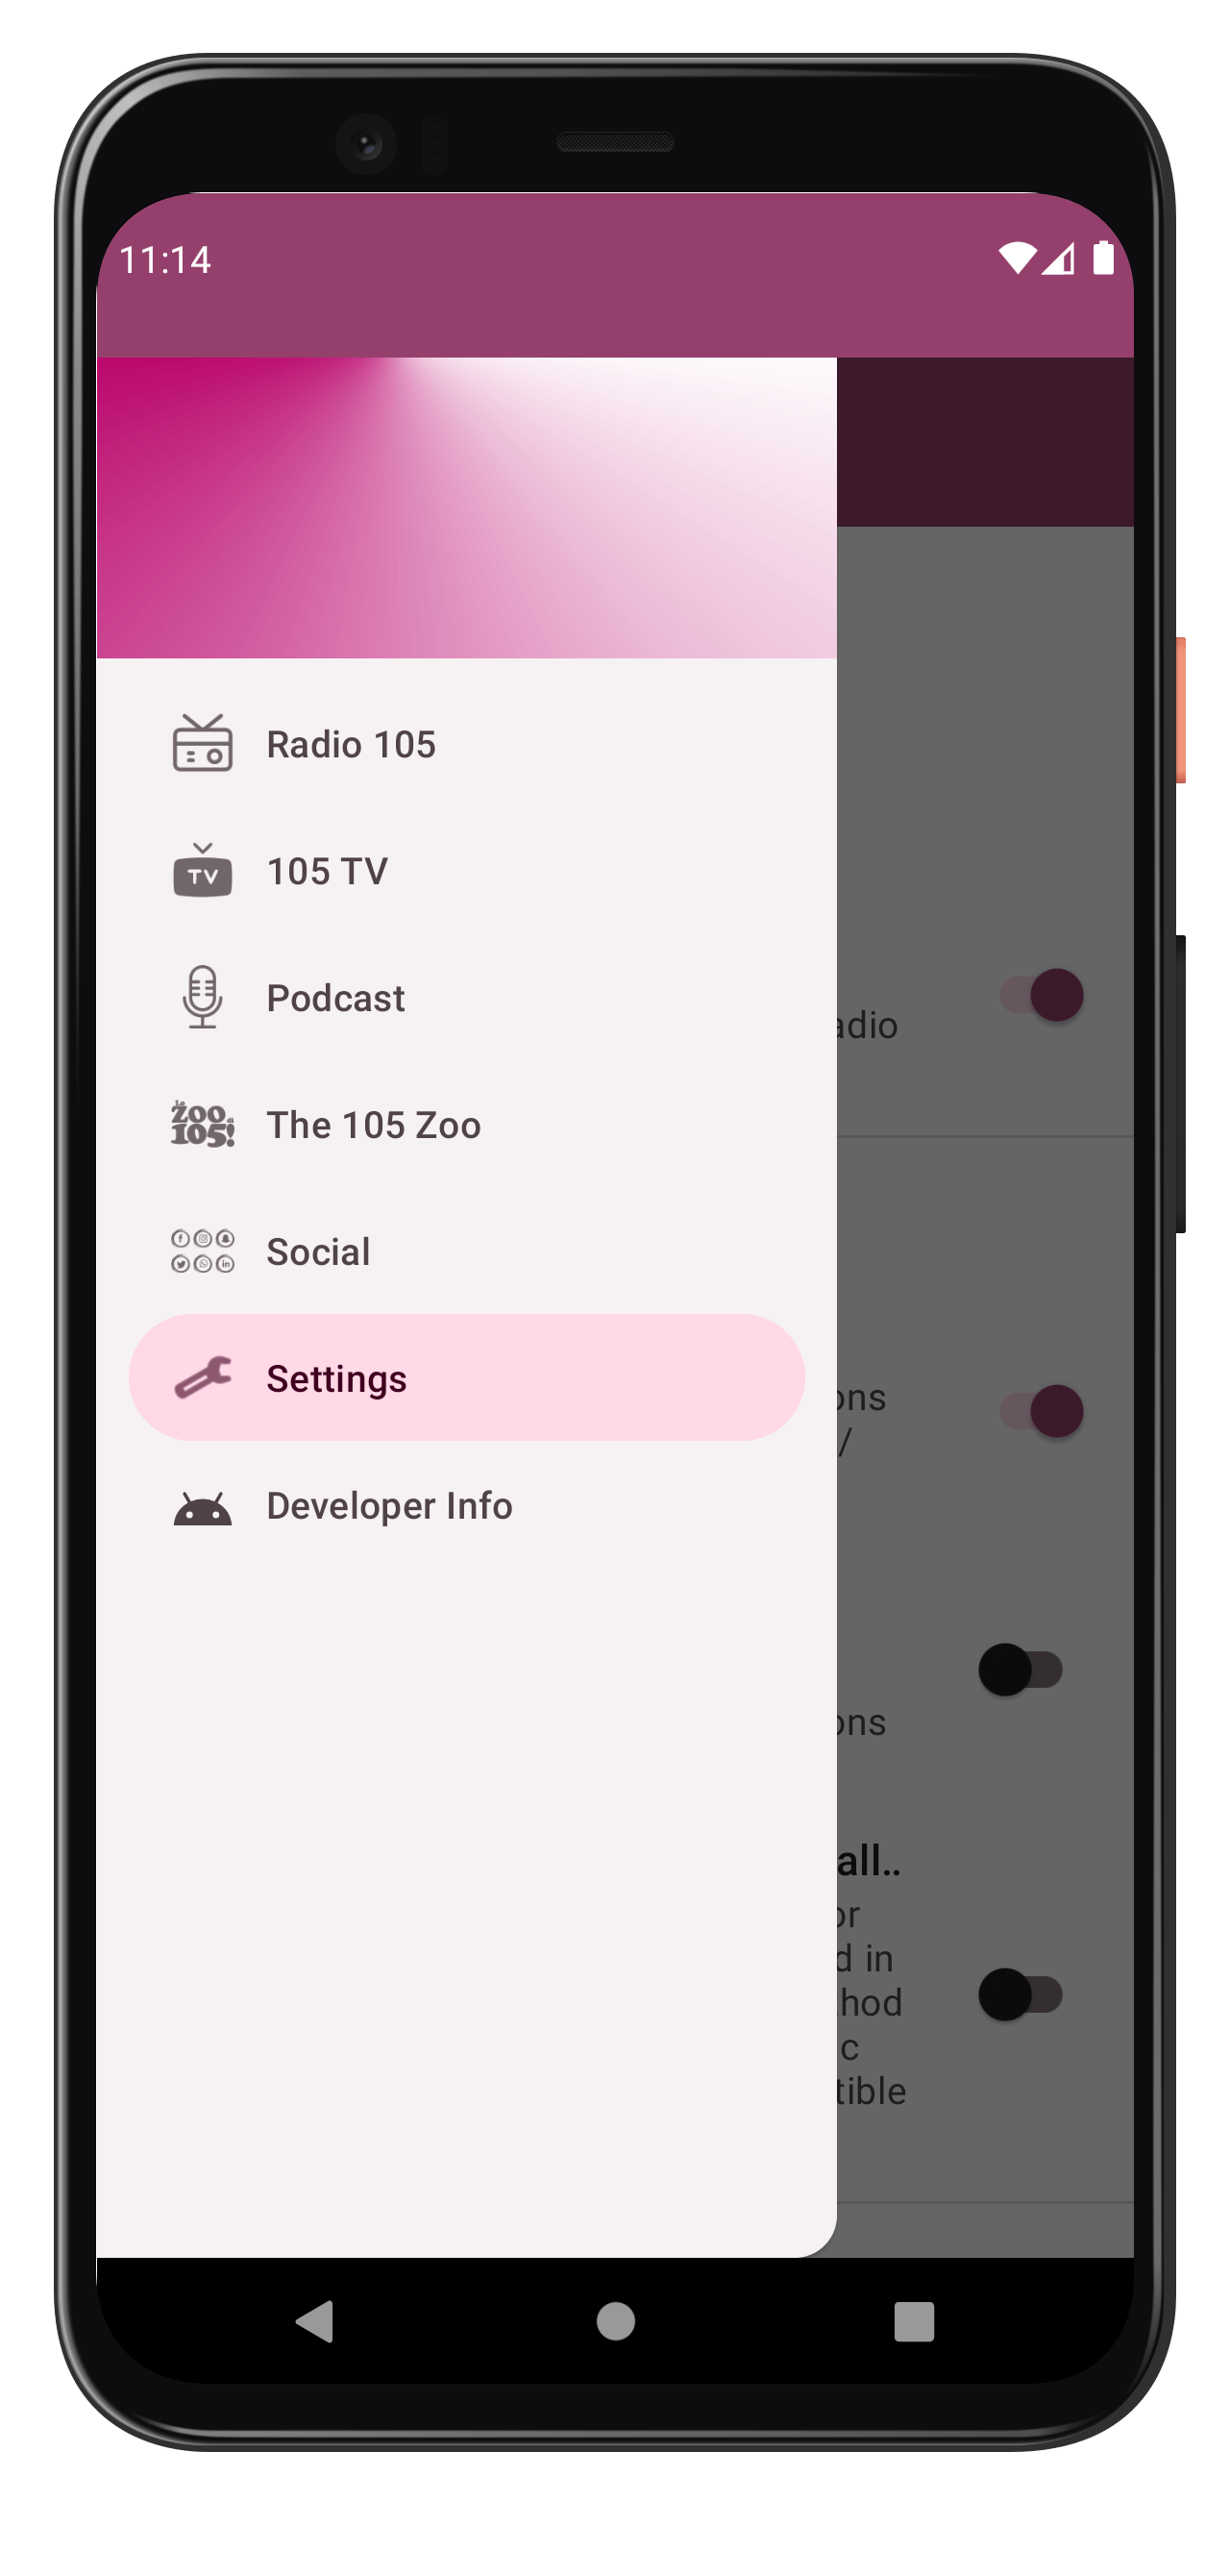 11:14
Radio 105
105 TV
TV
Podcast
The 105 Zoo
Zoo
105!
Social
Settings
Developer Info
adio
ons
/
ons
all..
or
d in
hod
c
tible